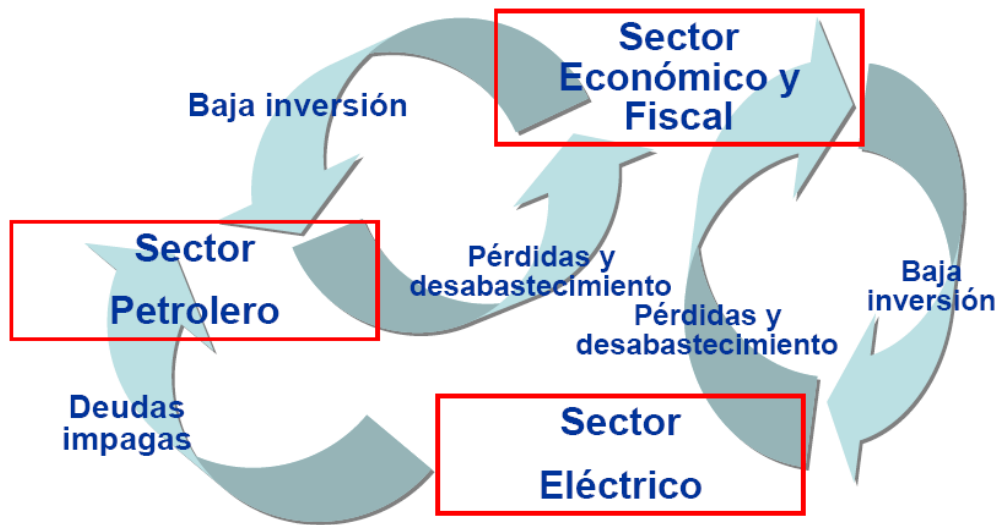 Sector
Económico y
Fiscal
Baja inversión
Sector
Petrolero
Pérdidas y
desabastecimiento
Baja
inversión
Pérdidas y
desabastecimiento
Deudas
impagas
Sector
Eléctrico